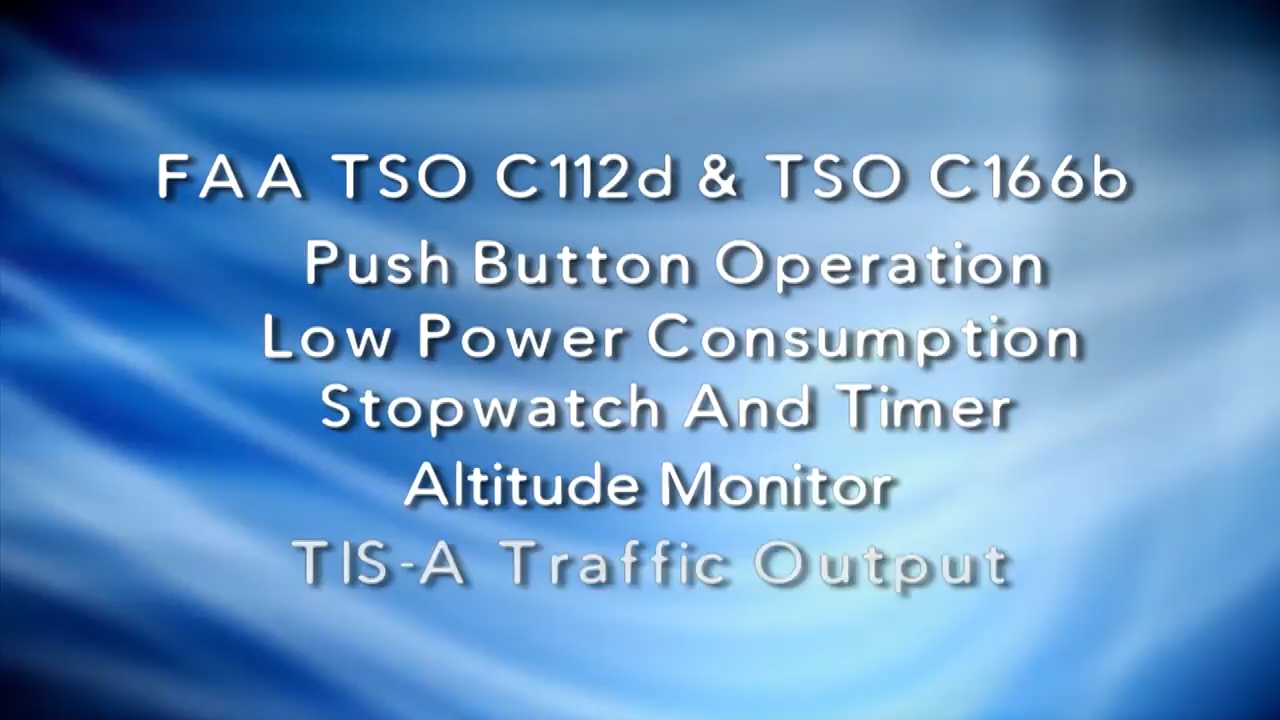 FAA TSO C112d & TSO C166b
Push Button Operation
Low Power Consumption
Stopwatch And Timer
Altitude Monitor
TIS-A Traffic Output